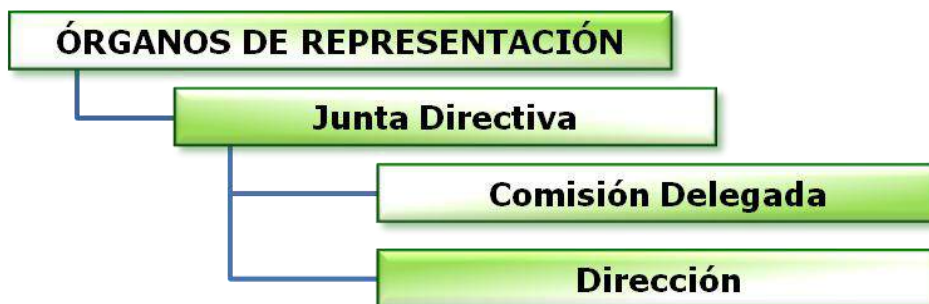 ÓRGANOS DE REPRESENTACIÓN
Junta Directiva
Comisión Delegada
Dirección